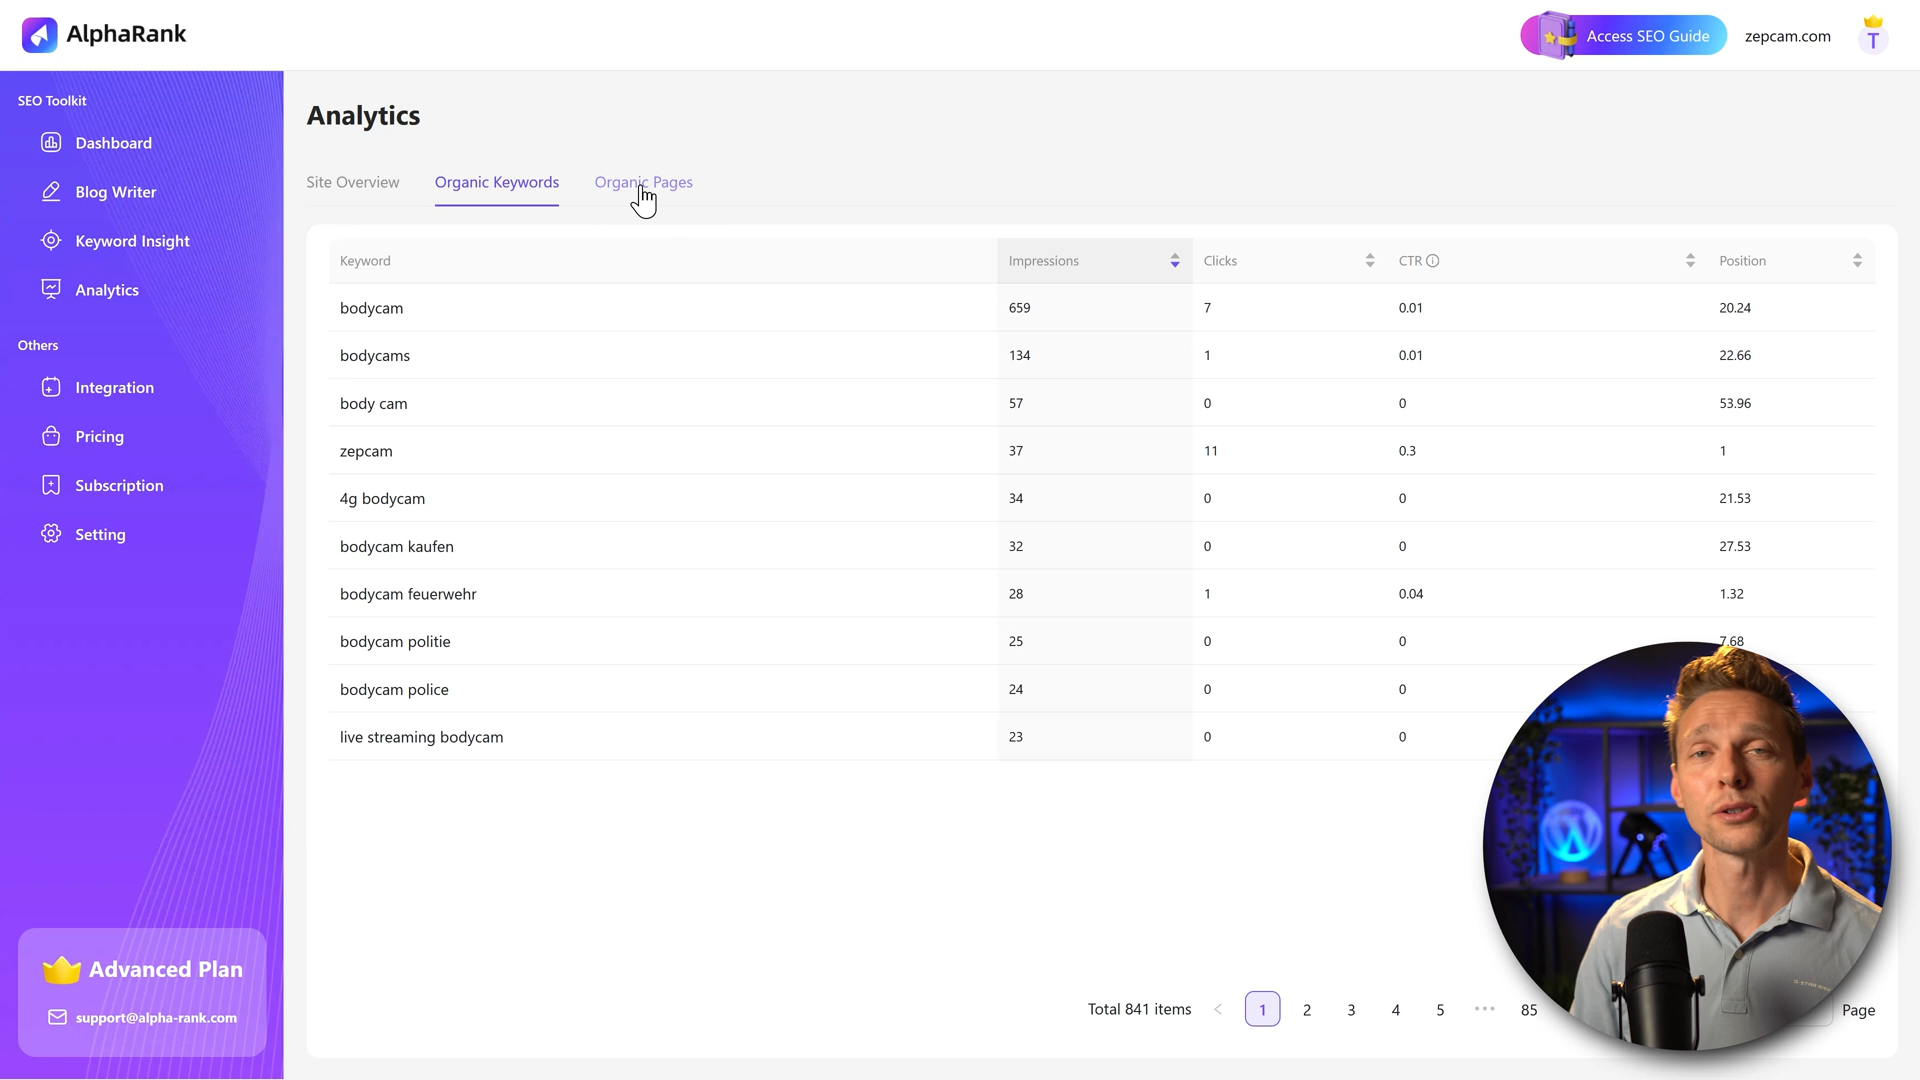 AlphaRank
Access SEO Guide
zepcam.com
T
SEO Toolkit
Dashboard
Blog Writer
Keyword Insight
Analytics
Others
Integration
Pricing
Subscription
Setting
Advanced Plan
support@alpha-rank.com
Analytics
Site Overview Organic Keywords Organic Pages
Keyword Impressions Clicks CTR Position
bodycam 659 7 0.01 20.24
bodycams 134 1 0.01 22.66
body cam 57 0 0 53.96
zepcam 37 11 0.3 1
4g bodycam 34 0 0 21.53
bodycam kaufen 32 0 0 27.53
bodycam feuerwehr 28 1 0.04 1.32
bodycam politie 25 0 0 7.68
bodycam police 24 0 0
live streaming bodycam 23 0 0
Total 841 items < 1 2 3 4 5 ••• 85
Page